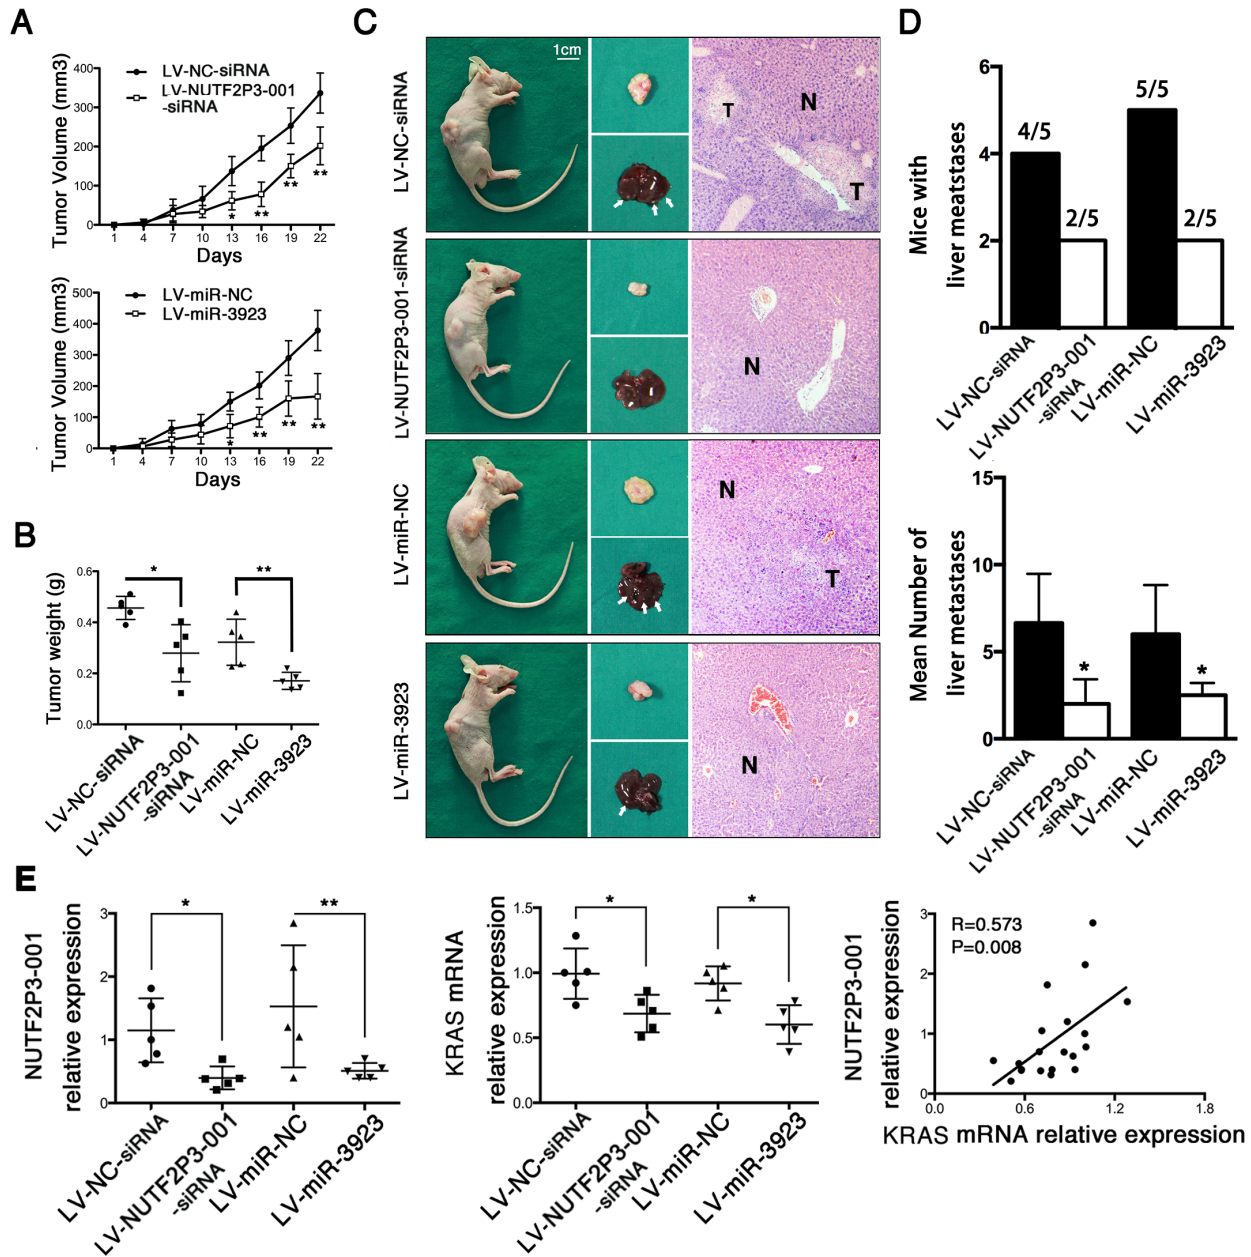 A
LV-NC-siRNA
LV-NUTF2P3-001
-siRNA
Tumor Volume (mm3)
400
300
200
100
0
* ** ** **
1 4 7 10 13 16 19 22
Days
LV-miR-NC
LV-miR-3923
Tumor Volume (mm3)
500
400
300
200
100
0
* ** ** **
1 4 7 10 13 16 19 22
Days
B
Tumor weight (g)
0.6
0.4
0.2
0.0
* **
LV-NC-siRNA
LV-NUTF2P3-001
-siRNA
LV-miR-NC
LV-miR-3923
C
LV-NC-siRNA
1cm
T
N
T
LV-NUTF2P3-001-siRNA
N
LV-miR-NC
N
T
LV-miR-3923
N
D
Mice with
liver meatstases
6
4
2
0
4/5
2/5
5/5
2/5
LV-NC-siRNA
LV-NUTF2P3-001
-siRNA
LV-miR-NC
LV-miR-3923
Mean Number of
liver metastases
15
10
5
0
* *
LV-NC-siRNA
LV-NUTF2P3-001
-siRNA
LV-miR-NC
LV-miR-3923
E
NUTF2P3-001
relative expression
3
2
1
0
* **
LV-NC-siRNA
LV-NUTF2P3-001
-siRNA
LV-miR-NC
LV-miR-3923
KRAS mRNA
relative expression
1.5
1.0
0.5
0.0
* *
LV-NC-siRNA
LV-NUTF2P3-001
-siRNA
LV-miR-NC
LV-miR-3923
NUTF2P3-001
relative expression
3
2
1
0
R=0.573
P=0.008
0.0 0.6 1.2 1.8
KRAS mRNA relative expression